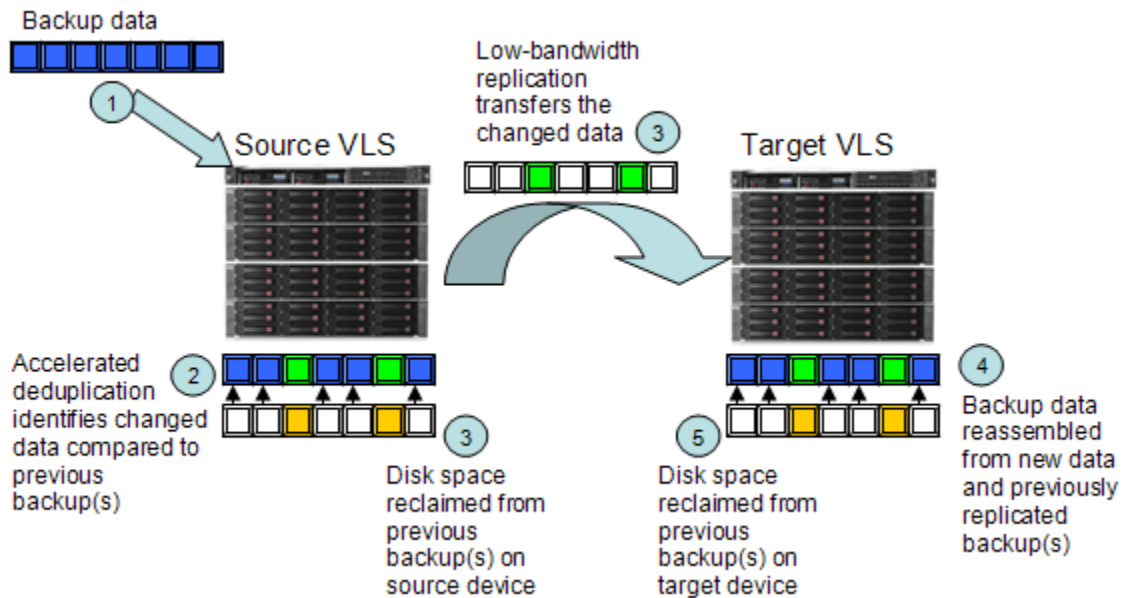 Backup data
1
Source VLS
Low-bandwidth
replication
transfers the
changed data
3
Target VLS
Accelerated
deduplication
identifies changed
data compared to
previous
backup(s)
2
3
Disk space
reclaimed from
previous
backup(s) on
source device
5
Disk space
reclaimed from
previous
backup(s) on
target device
4
Backup data
reassembled
from new data
and previously
replicated
backup(s)